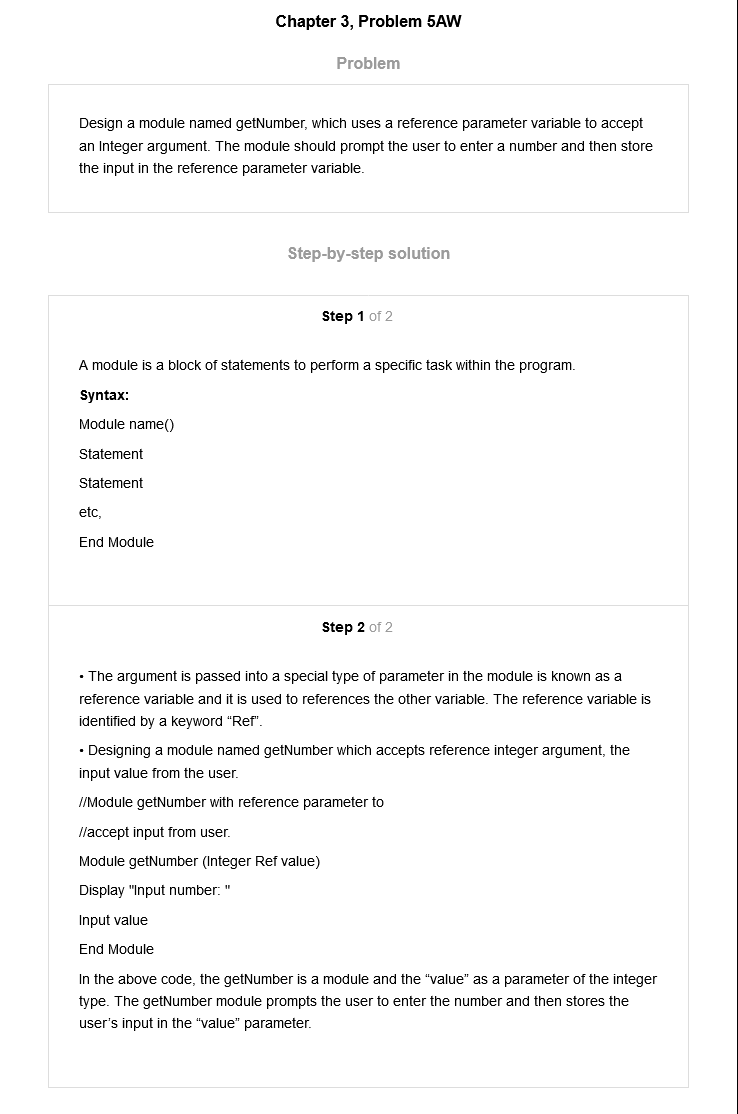 Chapter 3, Problem 5AW
Problem
Design a module named getNumber, which uses a reference parameter variable to accept
an Integer argument. The module should prompt the user to enter a number and then store
the input in the reference parameter variable.
Step-by-step solution
Step 1 of 2
A module is a block of statements to perform a specific task within the program.
Syntax:
Module name()
Statement
Statement
etc,
End Module
Step 2 of 2
• The argument is passed into a special type of parameter in the module is known as a
reference variable and it is used to references the other variable. The reference variable is
identified by a keyword “Ref”.
• Designing a module named getNumber which accepts reference integer argument, the
input value from the user.
//Module getNumber with reference parameter to
//accept input from user.
Module getNumber (Integer Ref value)
Display "Input number: "
Input value
End Module
In the above code, the getNumber is a module and the “value” as a parameter of the integer
type. The getNumber module prompts the user to enter the number and then stores the
user’s input in the “value” parameter.